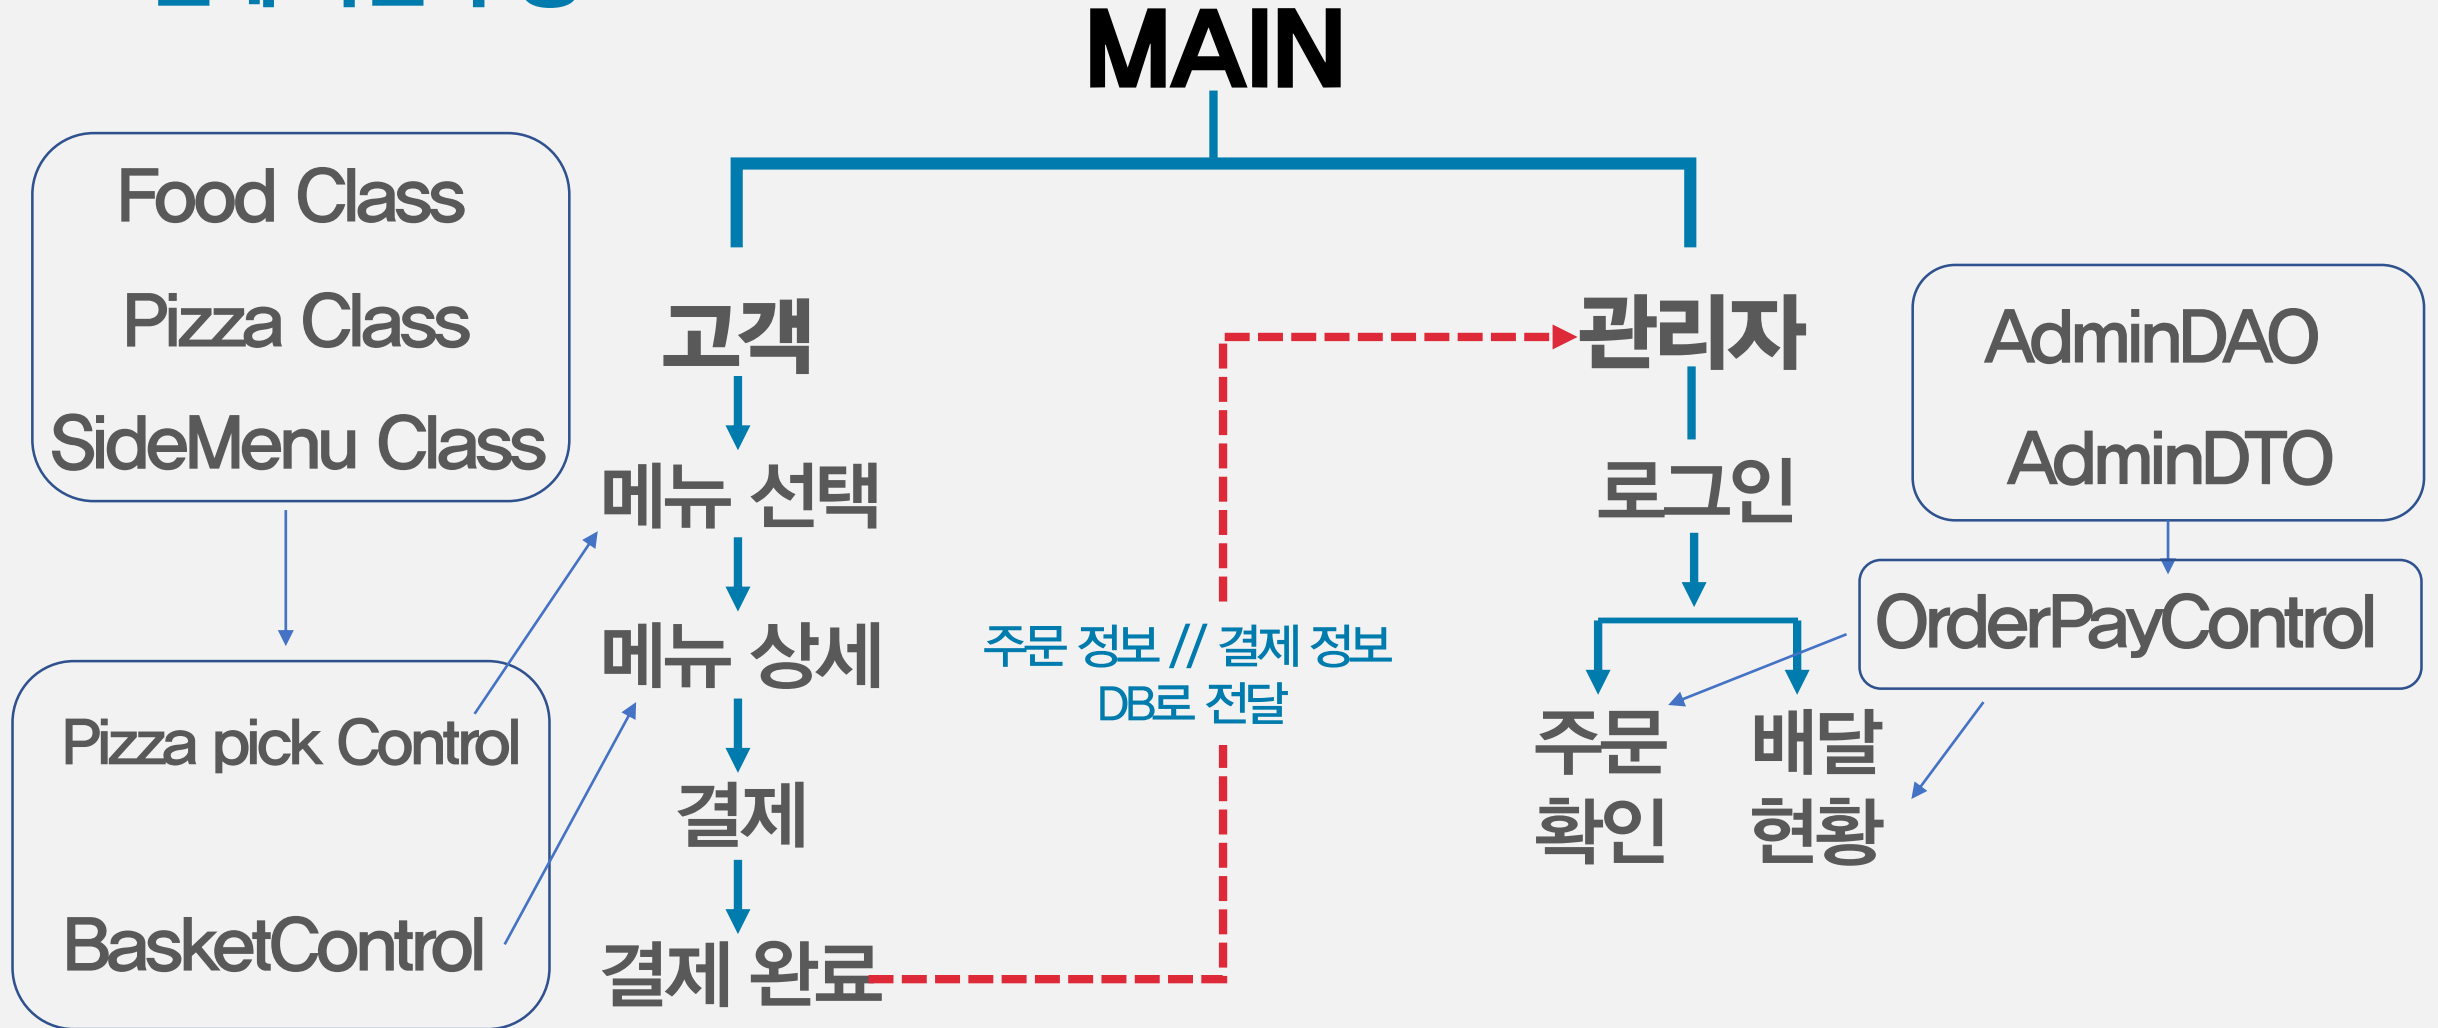 MAIN
Food Class
Pizza Class
SideMenu Class
Pizza pick Control
BasketControl
고객
메뉴 선택
메뉴 상세
결제
결제 완료
주문 정보 // 결제 정보
DB로 전달
관리자
로그인
주문
확인
배달
현황
AdminDAO
AdminDTO
OrderPayControl